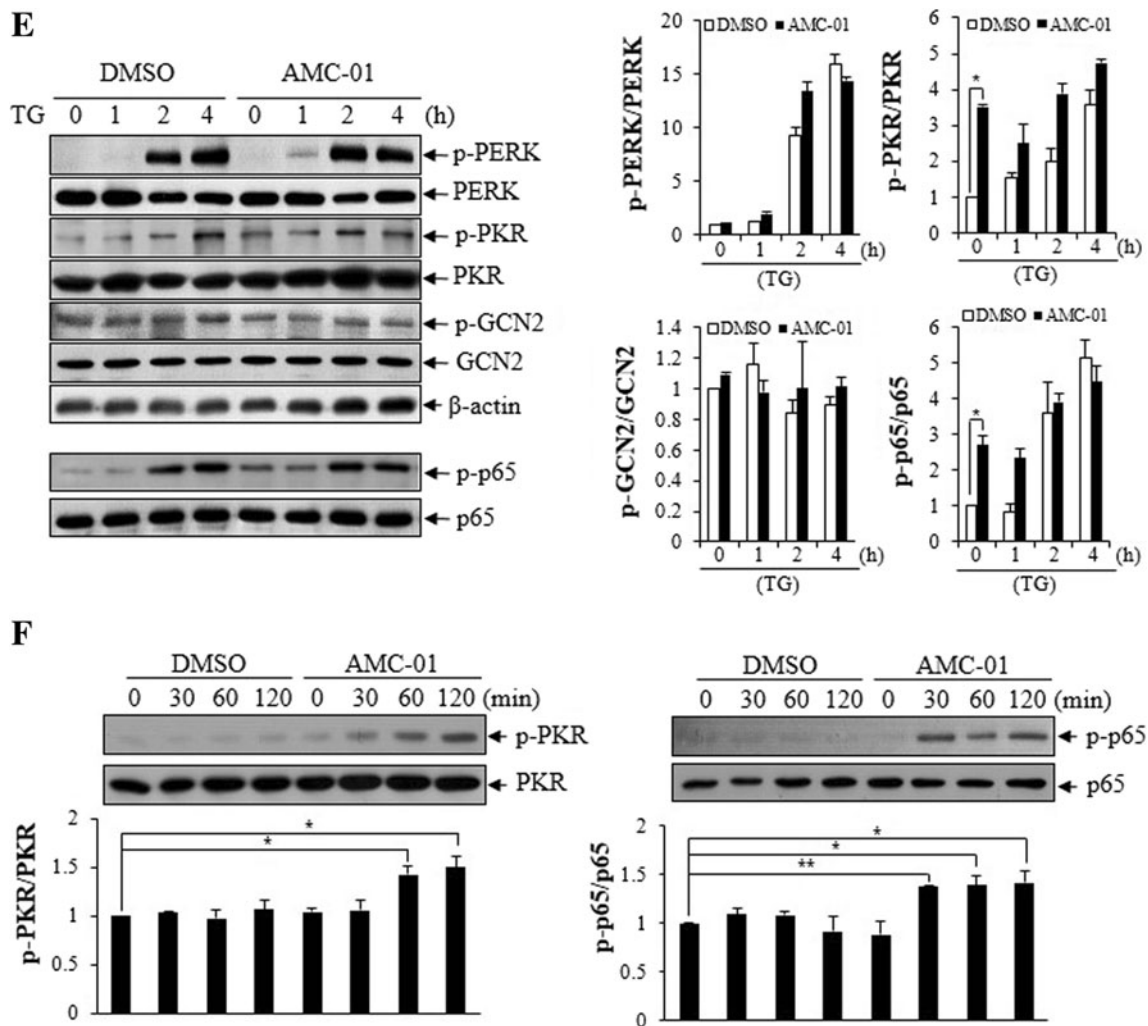 E
DMSO AMC-01
TG 0 1 2 4 0 1 2 4 (h)
p-PERK
PERK
p-PKR
PKR
p-GCN2
GCN2
β-actin
p-p65
p65
p-PERK/PERK
DMSO AMC-01
20
15
10
5
0
0 1 2 4 (h)
(TG)
p-PKR/PKR
DMSO AMC-01
6
5
4
3
2
1
0
*
0 1 2 4 (h)
(TG)
p-GCN2/GCN2
DMSO AMC-01
1.4
1.2
1
0.8
0.6
0.4
0.2
0
0 1 2 4 (h)
(TG)
p-p65/p65
DMSO AMC-01
6
5
4
3
2
1
0
*
0 1 2 4 (h)
(TG)
F
DMSO AMC-01
0 30 60 120 0 30 60 120 (min)
p-PKR
PKR
p-PKR/PKR
2
1.5
1
0.5
0
*
*
DMSO AMC-01
0 30 60 120 0 30 60 120 (min)
p-p65
p65
p-p65/p65
2
1.5
1
0.5
0
*
*
**